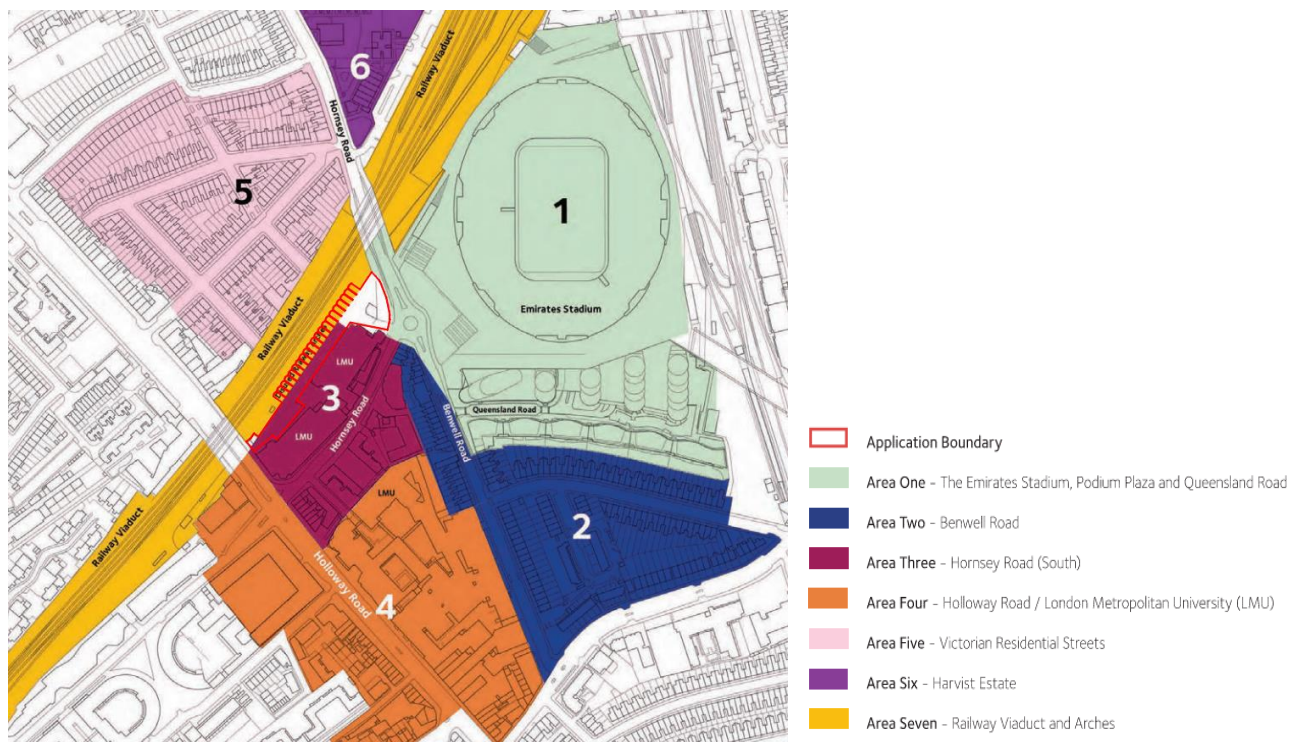 6
Railway Viaduct
Hornsey Road
5
1
Emirates Stadium
Railway Viaduct
LMU
3
LMU
Hornsey Road
Queensland Road
Benwell Road
LMU
2
Railway Viaduct
Holloway Road
4
Application Boundary
Area One – The Emirates Stadium, Podium Plaza and Queensland Road
Area Two – Benwell Road
Area Three – Hornsey Road (South)
Area Four – Holloway Road / London Metropolitan University (LMU)
Area Five – Victorian Residential Streets
Area Six – Harvist Estate
Area Seven – Railway Viaduct and Arches